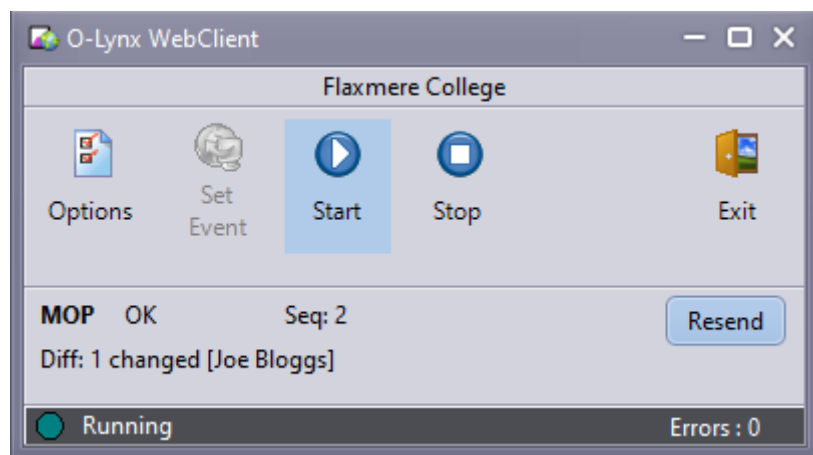 O-Lynx WebClient
Flaxmere College
Options
Set
Event
Start
Stop
Exit
MOP OK Seq: 2
Resend
Diff: 1 changed [Joe Bloggs]
Running Errors : 0